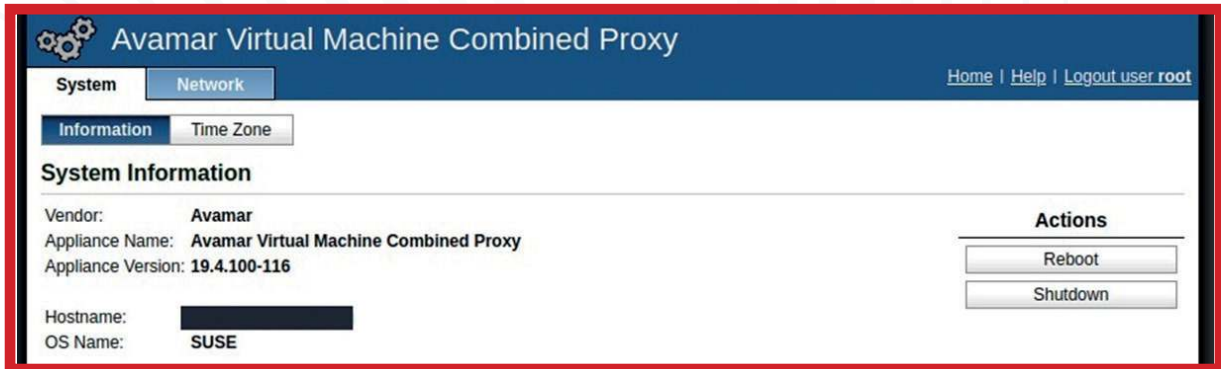 Avamar Virtual Machine Combined Proxy
System Network
Home | Help | Logout user root
Information Time Zone
System Information
Vendor: Avamar
Appliance Name: Avamar Virtual Machine Combined Proxy
Appliance Version: 19.4.100-116
Hostname:
OS Name: SUSE
Actions
Reboot
Shutdown